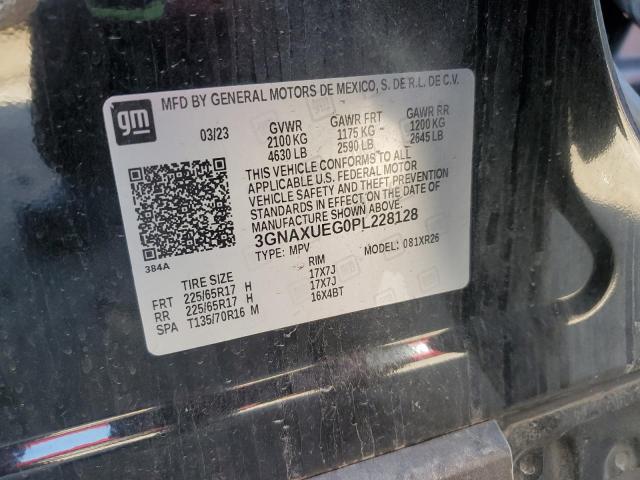 gm
MFD BY GENERAL MOTORS DE MEXICO, S. DE R.L. DE C.V.
03/23 GVWR GAWR FRT GAWR RR
2100 KG 1175 KG 1200 KG
4630 LB 2590 LB 2645 LB
THIS VEHICLE CONFORMS TO ALL
APPLICABLE U.S. FEDERAL MOTOR
VEHICLE SAFETY AND THEFT PREVENTION
STANDARDS IN EFFECT ON THE DATE OF
MANUFACTURE SHOWN ABOVE.
3GNAXUEG0PL228128
TYPE: MPV MODEL: 081XR26
384A
TIRE SIZE RIM
FRT 225/65R17 H 17X7J
RR 225/65R17 H 17X7J
SPA T135/70R16 M 16X4BT